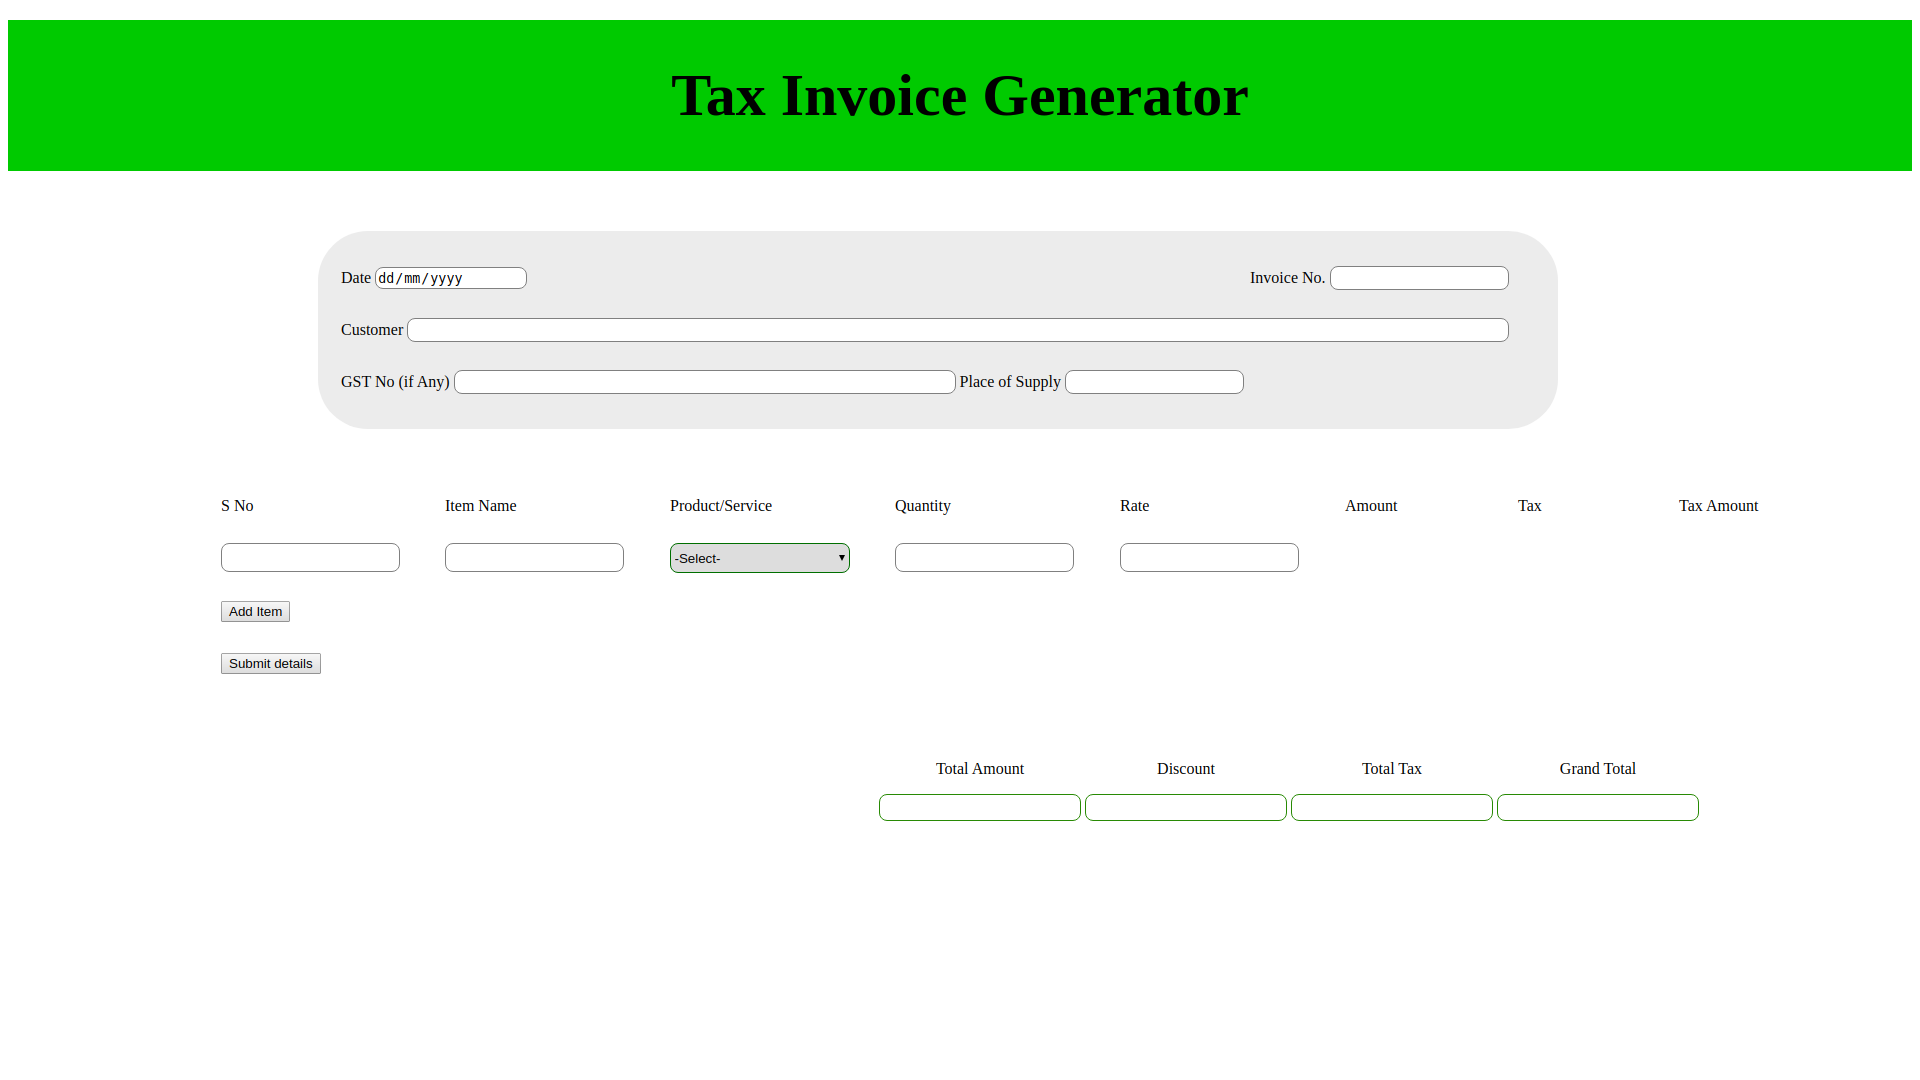 Tax Invoice Generator
Date dd/mm/yyyy Invoice No.
Customer
GST No (if Any) Place of Supply
S No Item Name Product/Service Quantity Rate Amount Tax Tax Amount
-Select-
Add Item
Submit details
Total Amount Discount Total Tax Grand Total